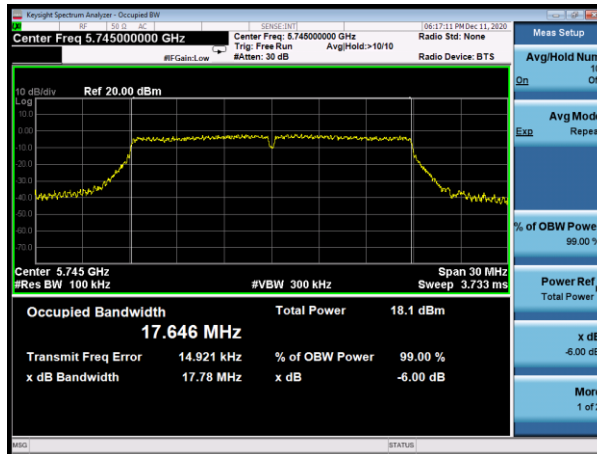 Keysight Spectrum Analyzer - Occupied BW
RF 50 Ω AC SENSE:INT 06:17:11 PM Dec 11, 2020
Center Freq 5.745000000 GHz Center Freq: 5.745000000 GHz Radio Std: None
Trig: Free Run Avg|Hold:>10/10
#IFGain:Low #Atten: 30 dB Radio Device: BTS
10 dB/div Ref 20.00 dBm
Log
10.0
0.00
-10.0
-20.0
-30.0
-40.0
-50.0
-60.0
-70.0
Center 5.745 GHz Span 30 MHz
#Res BW 100 kHz #VBW 300 kHz Sweep 3.733 ms
Occupied Bandwidth Total Power 18.1 dBm
17.646 MHz
Transmit Freq Error 14.921 kHz % of OBW Power 99.00 %
x dB Bandwidth 17.78 MHz x dB -6.00 dB
MSG STATUS
Meas Setup
Avg/Hold Num
10
On Of
Avg Mode
Exp Repea
% of OBW Powe
99.00 %
Power Ref
Total Power
x dB
-6.00 dB
More
1 of 2